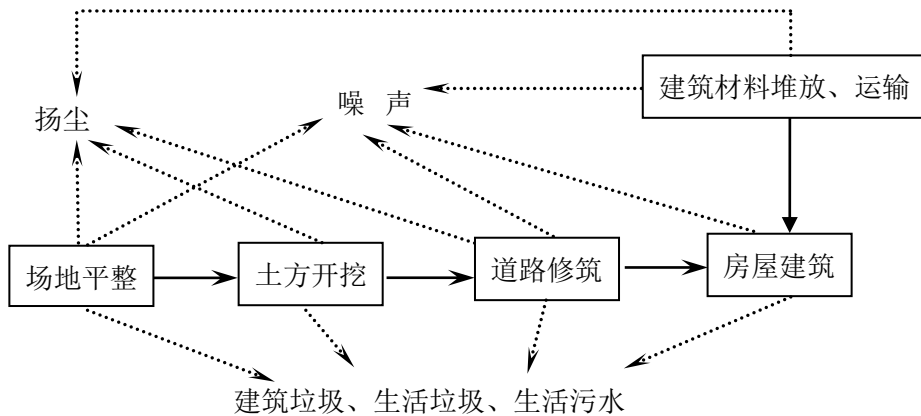 建筑材料堆放、运输
噪 声
扬尘
场地平整
土方开挖
道路修筑
房屋建筑
建筑垃圾、生活垃圾、生活污水